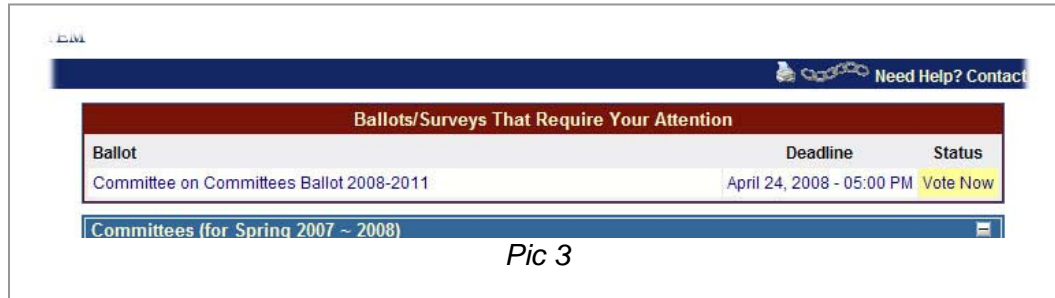 EM
Need Help? Contact
Ballots/Surveys That Require Your Attention
Ballot Deadline Status
Committee on Committees Ballot 2008-2011 April 24, 2008 - 05:00 PM Vote Now
Committees (for Spring 2007 ~ 2008)
Pic 3